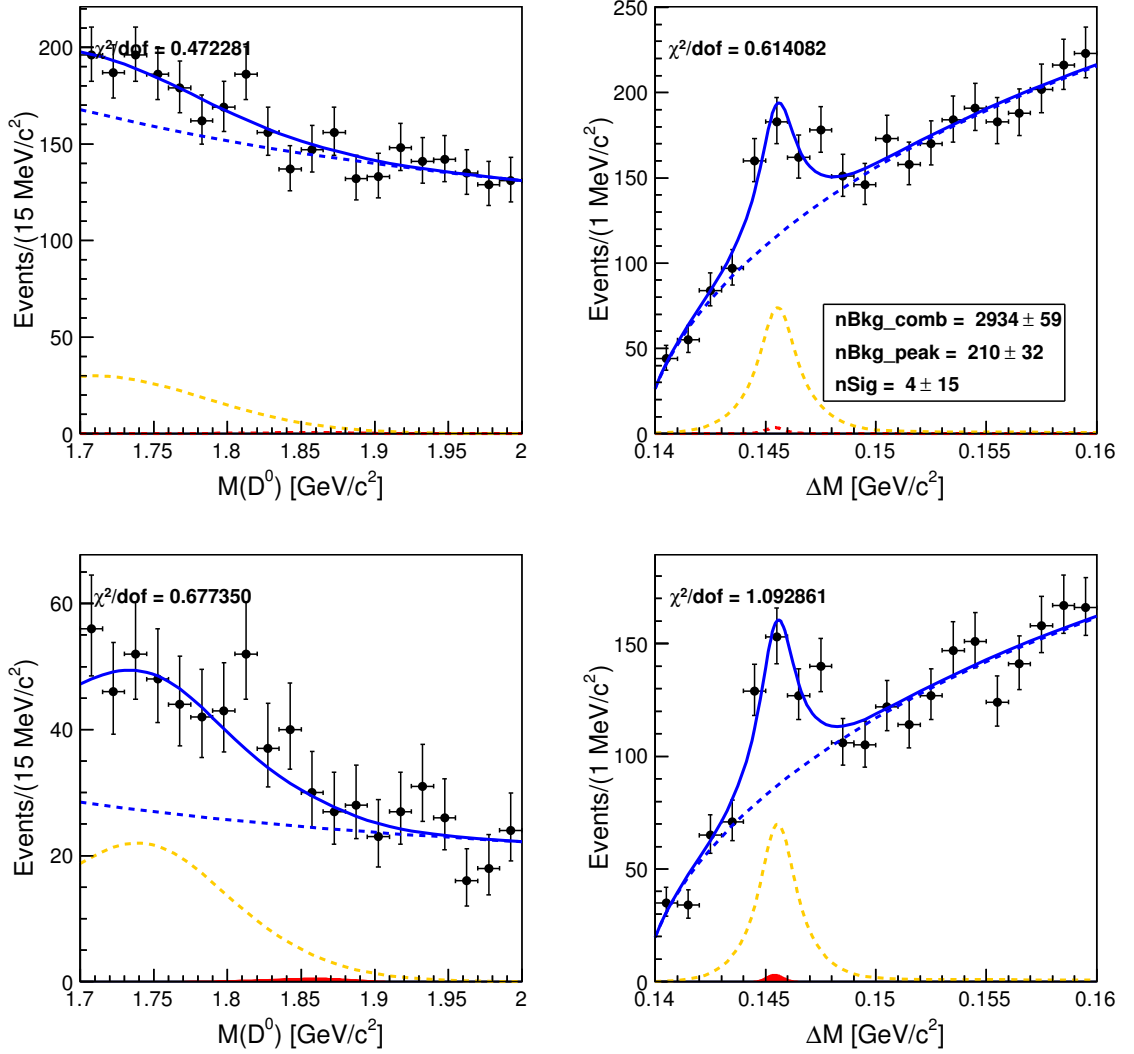 χ²/dof = 0.472281
Events/(15 MeV/c²)
200
150
100
50
0
1.7 1.75 1.8 1.85 1.9 1.95 2
M(D⁰) [GeV/c²]
χ²/dof = 0.614082
Events/(1 MeV/c²)
250
200
150
100
50
0
nBkg_comb = 2934 ± 59
nBkg_peak = 210 ± 32
nSig = 4 ± 15
0.14 0.145 0.15 0.155 0.16
ΔM [GeV/c²]
χ²/dof = 0.677350
Events/(15 MeV/c²)
60
40
20
0
1.7 1.75 1.8 1.85 1.9 1.95 2
M(D⁰) [GeV/c²]
χ²/dof = 1.092861
Events/(1 MeV/c²)
150
100
50
0
0.14 0.145 0.15 0.155 0.16
ΔM [GeV/c²]